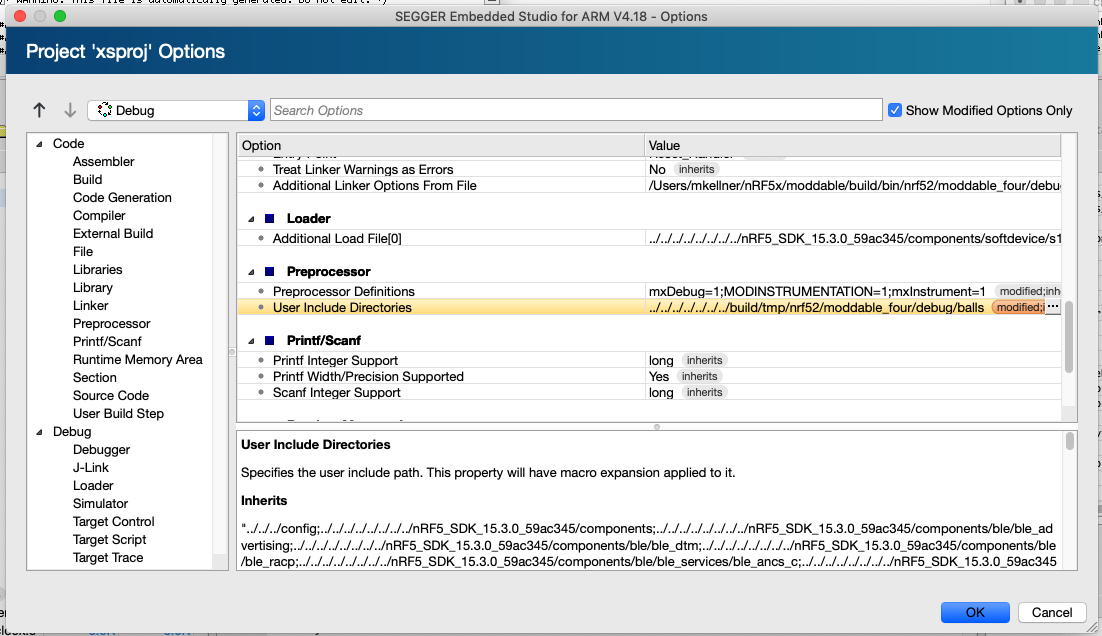 SEGGER Embedded Studio for ARM V4.18 - Options
Project 'xsproj' Options
Debug
Search Options
Show Modified Options Only
Code
Assembler
Build
Code Generation
Compiler
External Build
File
Libraries
Library
Linker
Preprocessor
Printf/Scanf
Runtime Memory Area
Section
Source Code
User Build Step
Debug
Debugger
J-Link
Loader
Simulator
Target Control
Target Script
Target Trace
Option Value
Treat Linker Warnings as Errors No inherits
Additional Linker Options From File /Users/mkellner/nRF5x/moddable/build/bin/nrf52/moddable_four/debu
Loader
Additional Load File[0] ../../../../../../../../nRF5_SDK_15.3.0_59ac345/components/softdevice/s1
Preprocessor
Preprocessor Definitions mxDebug=1;MODINSTRUMENTATION=1;mxInstrument=1 modified;inh
User Include Directories ../../../../../../../build/tmp/nrf52/moddable_four/debug/balls modified;i ...
Printf/Scanf
Printf Integer Support long inherits
Printf Width/Precision Supported Yes inherits
Scanf Integer Support long inherits
User Include Directories
Specifies the user include path. This property will have macro expansion applied to it.
Inherits
"../../../config;../../../../../../../../nRF5_SDK_15.3.0_59ac345/components;../../../../../../../../nRF5_SDK_15.3.0_59ac345/components/ble/ble_ad
vertising;../../../../../../../../nRF5_SDK_15.3.0_59ac345/components/ble/ble_dtm;../../../../../../../../nRF5_SDK_15.3.0_59ac345/components/ble
/ble_racp;../../../../../../../../nRF5_SDK_15.3.0_59ac345/components/ble/ble_services/ble_ancs_c;../../../../../../../../nRF5_SDK_15.3.0_59ac345
OK
Cancel